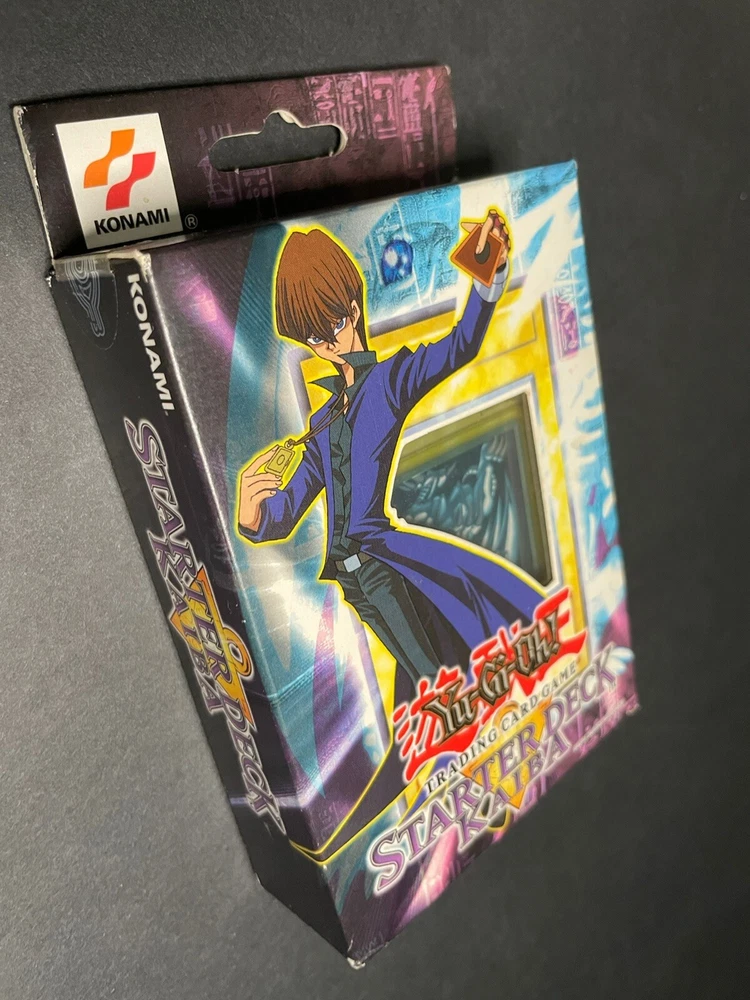 KONAMI
®
KONAMI
STARTER DECK
KAIBA
遊戯王
Yu-Gi-Oh!
TRADING CARD GAME
STARTER DECK
KAIBA